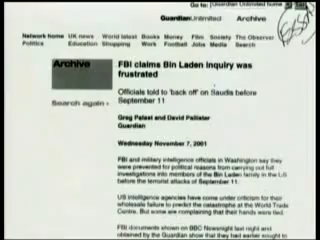 Go to: Guardian Unlimited home
GuardianUnlimited Archive
Network home UK news World latest Books Money Film Society The Observer
Politics Education Shopping Work Football Jobs Media Search
Archive
Search again
FBI claims Bin Laden inquiry was
frustrated
Officials told to 'back off' on Saudis before
September 11
Greg Palast and David Pallister
Guardian
Wednesday November 7, 2001
FBI and military intelligence officials in Washington say they
were prevented for political reasons from carrying out full
investigations into members of the Bin Laden family in the US
before the terrorist attacks of September 11.
US intelligence agencies have come under criticism for their
wholesale failure to predict the catastrophe at the World Trade
Centre. But some are complaining that their hands were tied.
FBI documents shown on BBC Newsnight last night and
obtained by the Guardian show that they had earlier sought to